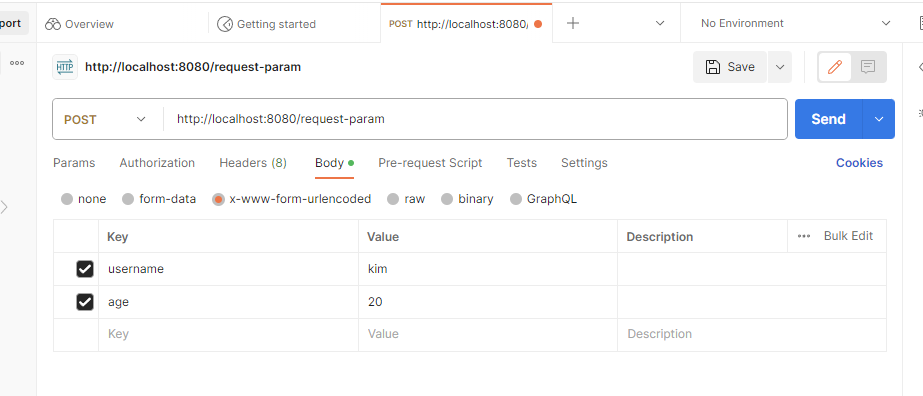 port Overview Getting started POST http://localhost:8080/ No Environment
HTTP http://localhost:8080/request-param Save
POST http://localhost:8080/request-param Send
Params Authorization Headers (8) Body Pre-request Script Tests Settings Cookies
none form-data x-www-form-urlencoded raw binary GraphQL
Key Value Description Bulk Edit
username kim
age 20
Key Value Description